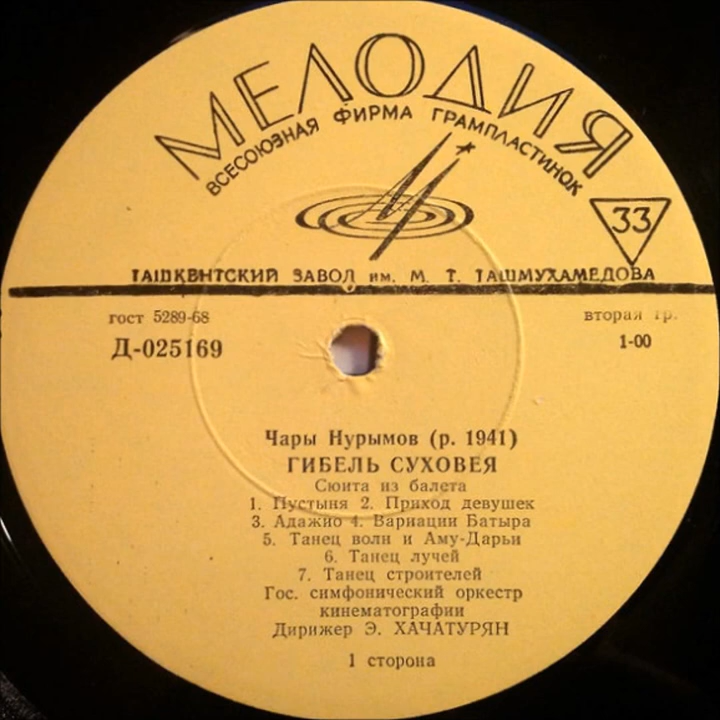 МЕЛОДИЯ
ВСЕСОЮЗНАЯ ФИРМА ГРАМПЛАСТИНОК
33
ТАШКЕНТСКИЙ ЗАВОД им. М. Т. ТАШМУХАМЕДОВА
гост 5289-68
вторая гр.
Д-025169
1-00
Чары Нурымов (р. 1941)
ГИБЕЛЬ СУХОВЕЯ
Сюита из балета
1. Пустыня 2. Приход девушек
3. Адажио 4. Вариации Батыра
5. Танец волн и Аму-Дарьи
6. Танец лучей
7. Танец строителей
Гос. симфонический оркестр
кинематографии
Дирижер Э. ХАЧАТУРЯН
1 сторона